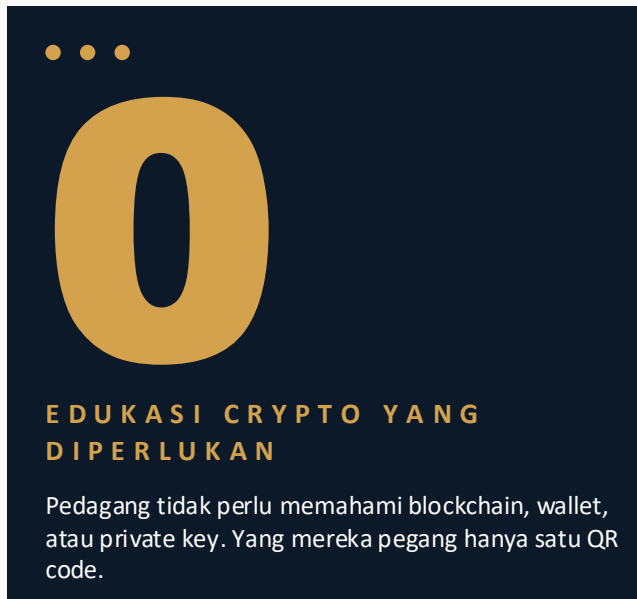 0
EDUKASI CRYPTO YANG
DIPERLUKAN
Pedagang tidak perlu memahami blockchain, wallet,
atau private key. Yang mereka pegang hanya satu QR
code.